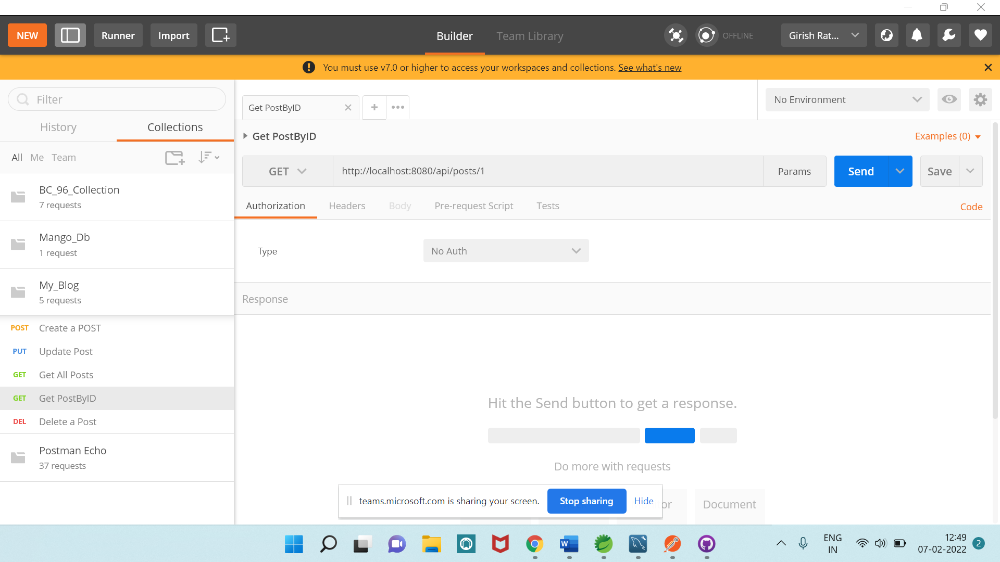 NEW
Runner
Import
Builder
Team Library
OFFLINE
Girish Rat...
You must use v7.0 or higher to access your workspaces and collections. See what's new
Filter
History
Collections
All Me Team
BC_96_Collection
7 requests
Mango_Db
1 request
My_Blog
5 requests
POST Create a POST
PUT Update Post
GET Get All Posts
GET Get PostByID
DEL Delete a Post
Postman Echo
37 requests
Get PostByID
No Environment
Get PostByID
Examples (0)
GET
http://localhost:8080/api/posts/1
Params
Send
Save
Authorization
Headers
Body
Pre-request Script
Tests
Code
Type
No Auth
Response
Hit the Send button to get a response.
Do more with requests
teams.microsoft.com is sharing your screen.
Stop sharing
Hide
or
Document
W
ENG
IN
12:49
07-02-2022
2